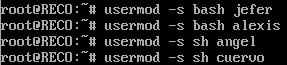 root@RECO:~# usermod -s bash jefer
root@RECO:~# usermod -s bash alexis
root@RECO:~# usermod -s sh angel
root@RECO:~# usermod -s sh cuervo